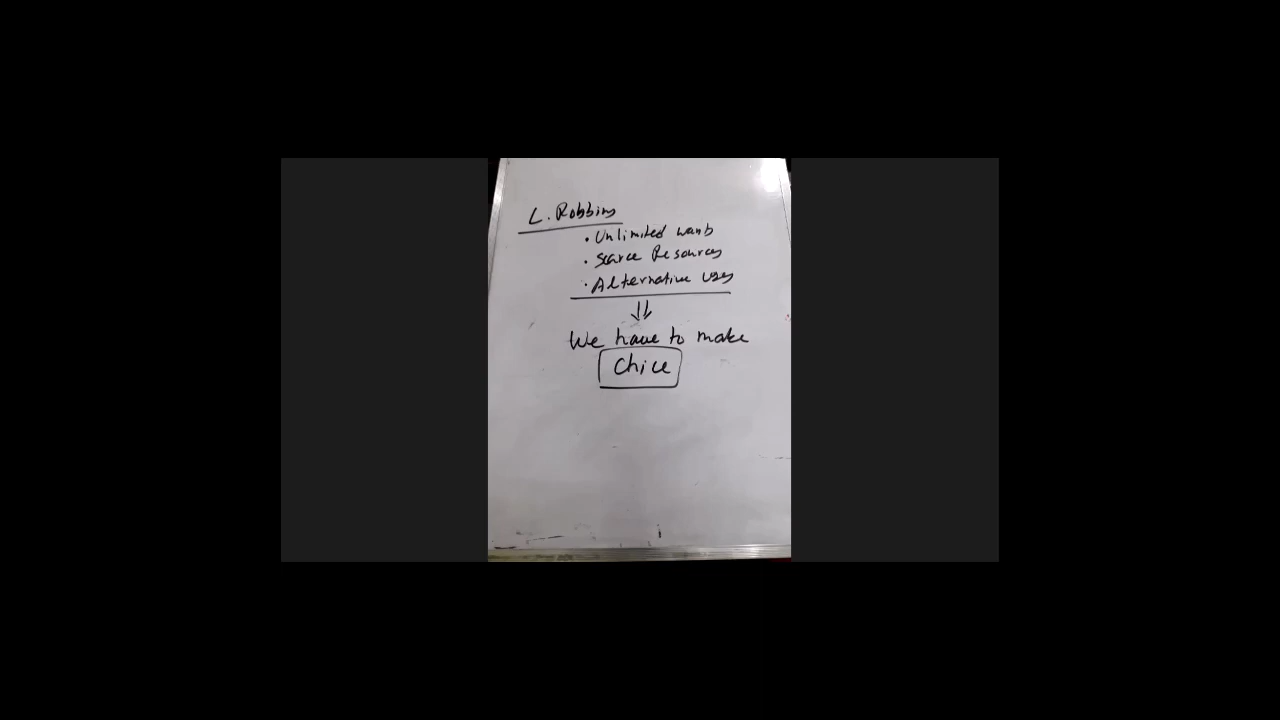 L. Robbins
• Unlimited wants
• Scarce Resources
• Alternative uses
⇓
We have to make
Chice